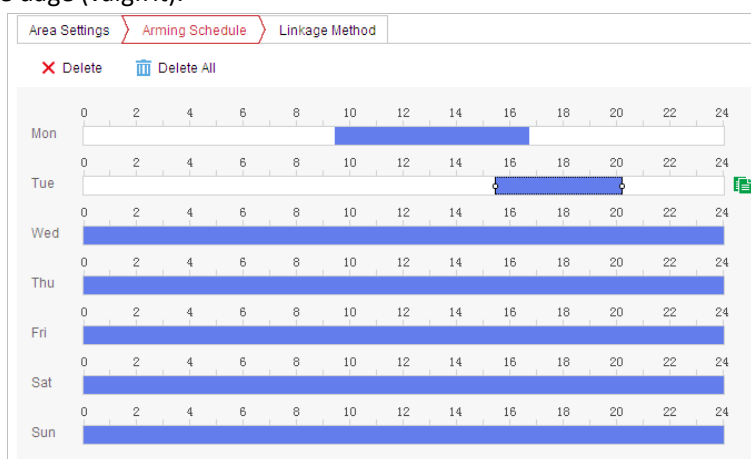 Area Settings Arming Schedule Linkage Method
Delete Delete All
0 2 4 6 8 10 12 14 16 18 20 22 24
Mon
0 2 4 6 8 10 12 14 16 18 20 22 24
Tue
0 2 4 6 8 10 12 14 16 18 20 22 24
Wed
0 2 4 6 8 10 12 14 16 18 20 22 24
Thu
0 2 4 6 8 10 12 14 16 18 20 22 24
Fri
0 2 4 6 8 10 12 14 16 18 20 22 24
Sat
0 2 4 6 8 10 12 14 16 18 20 22 24
Sun